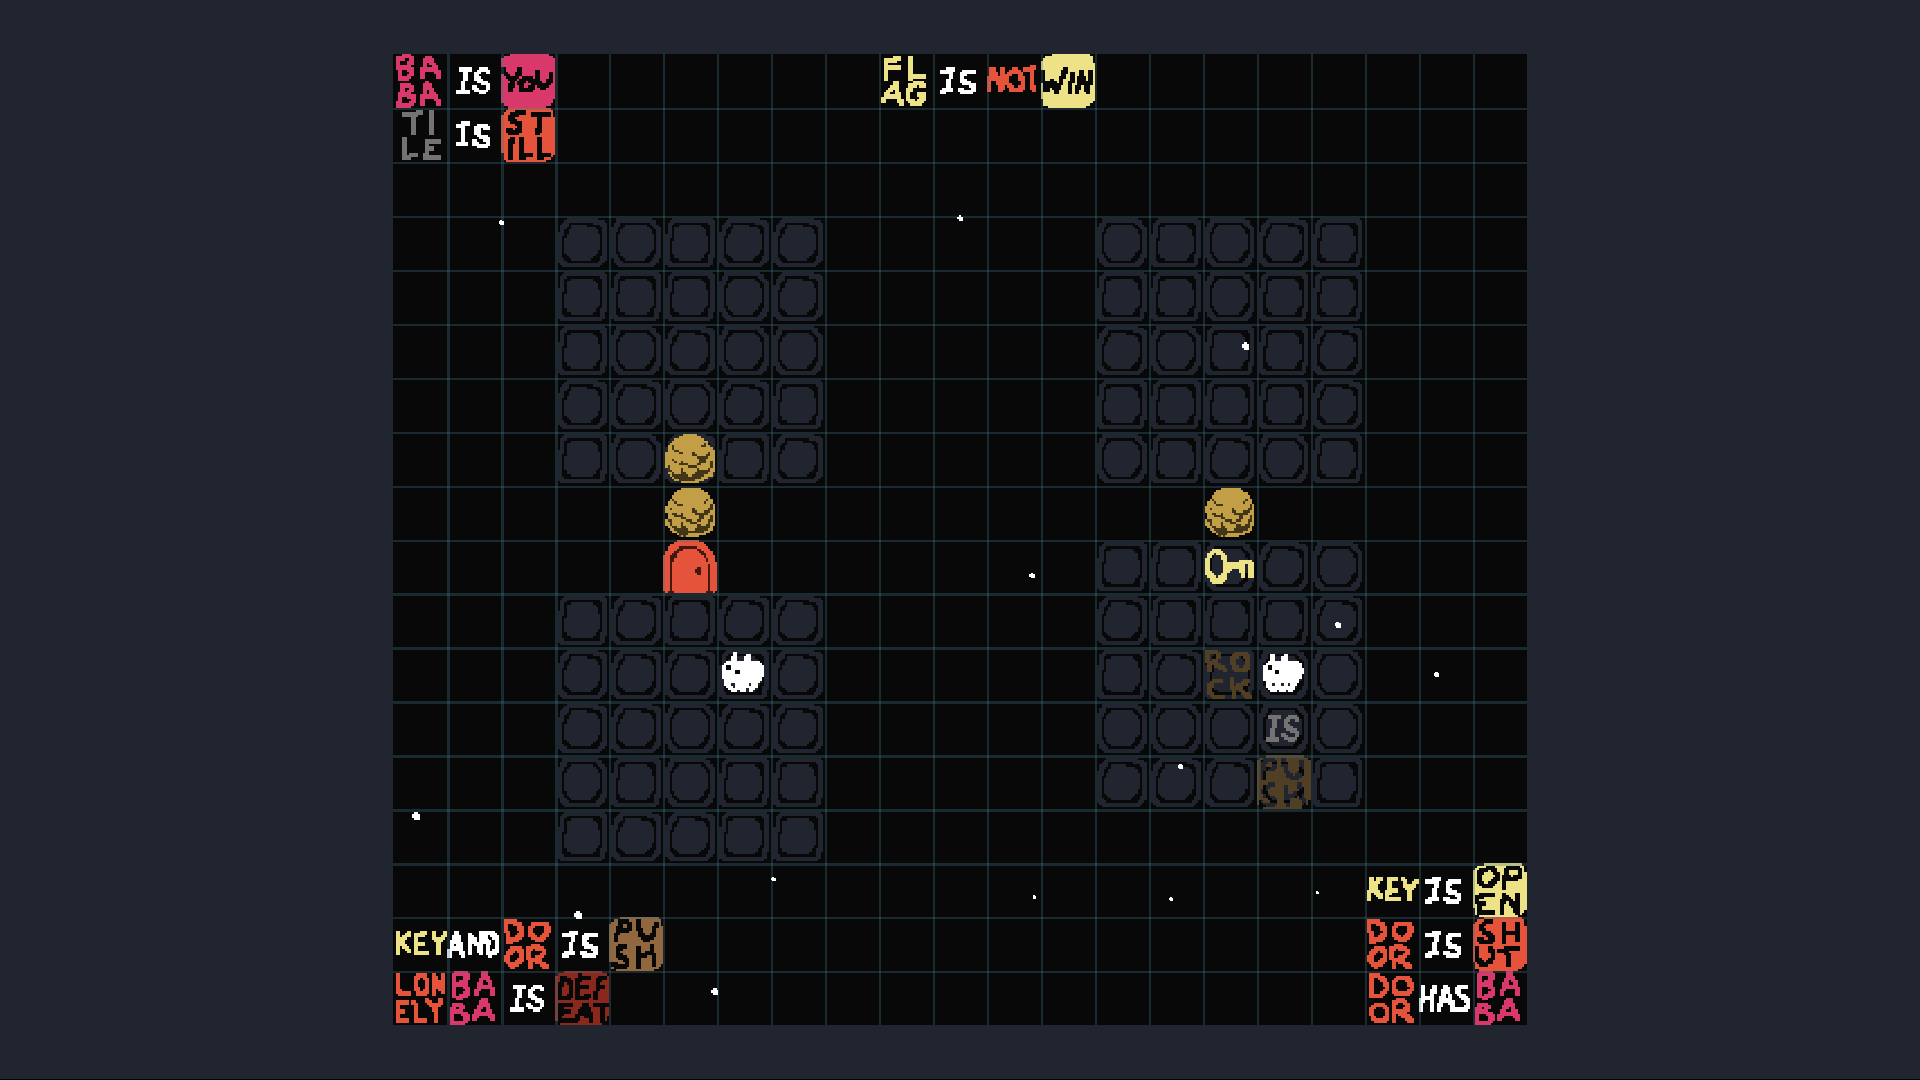 BABA IS YOU
FLAG IS NOT WIN
TILE IS STILL
ROCK
IS
PUSH
KEY IS OPEN
KEY AND DOOR IS PUSH
DOOR IS SHUT
LONELY BABA IS DEFEAT
DOOR HAS BABA